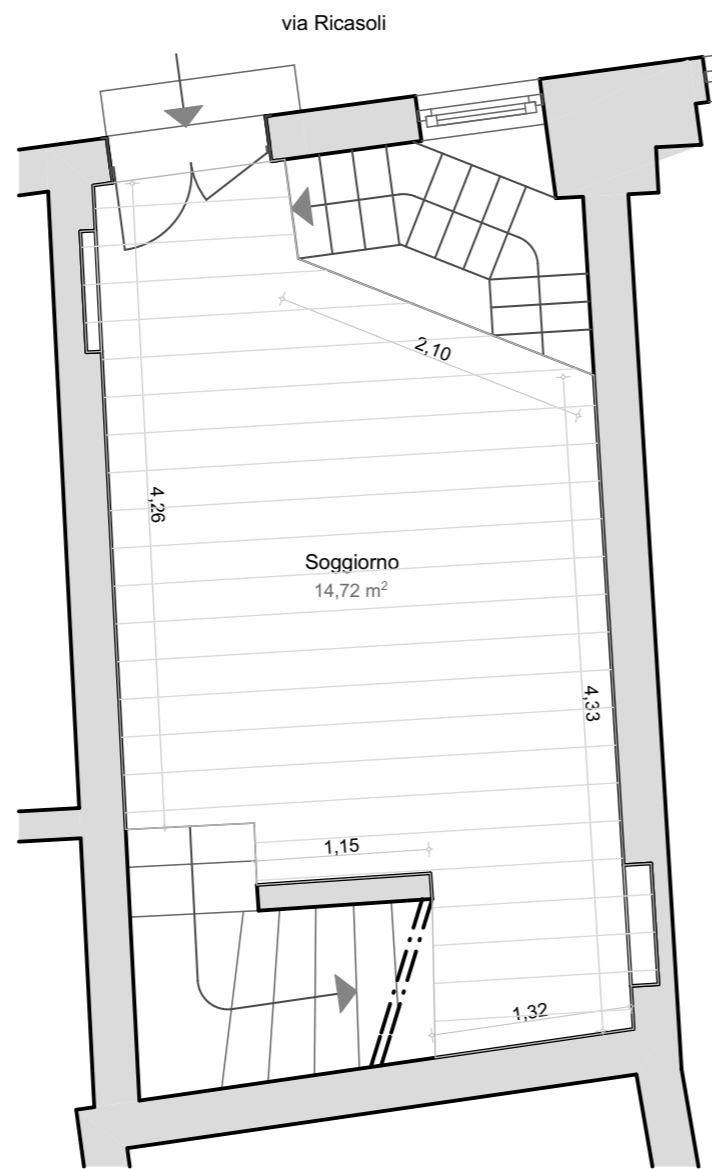 via Ricasoli
2,10
4,26
Soggiorno
14,72 m²
4,33
1,15
1,32